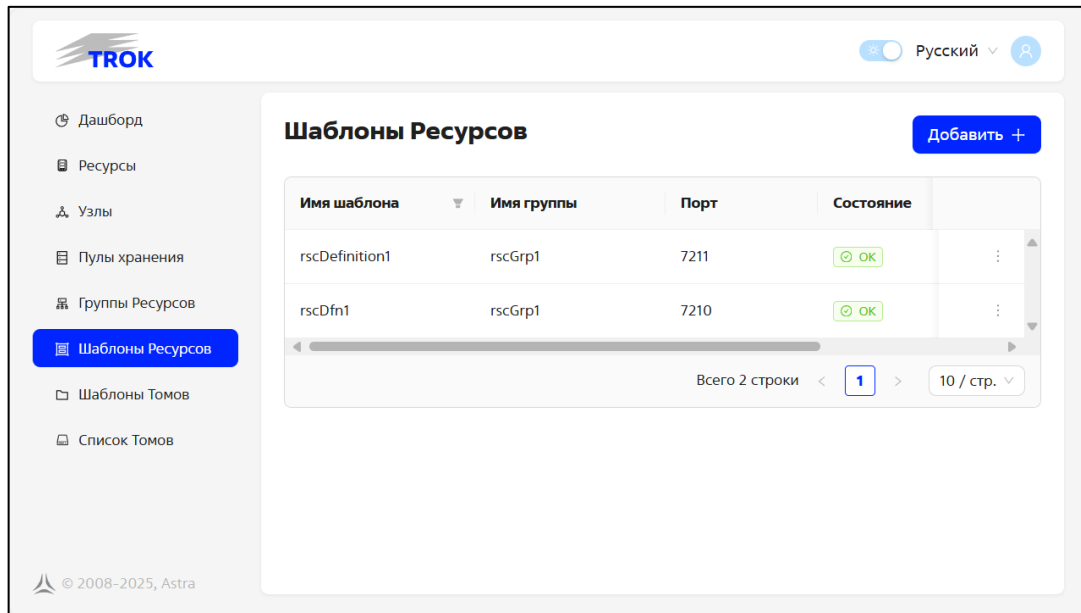 TROK
Русский
Дашборд
Ресурсы
Узлы
Пулы хранения
Группы Ресурсов
Шаблоны Ресурсов
Шаблоны Томов
Список Томов
© 2008-2025, Astra
Шаблоны Ресурсов
Добавить +
Имя шаблона Имя группы Порт Состояние
rscDefinition1 rscGrp1 7211 OK
rscDfn1 rscGrp1 7210 OK
Всего 2 строки < 1 > 10 / стр.